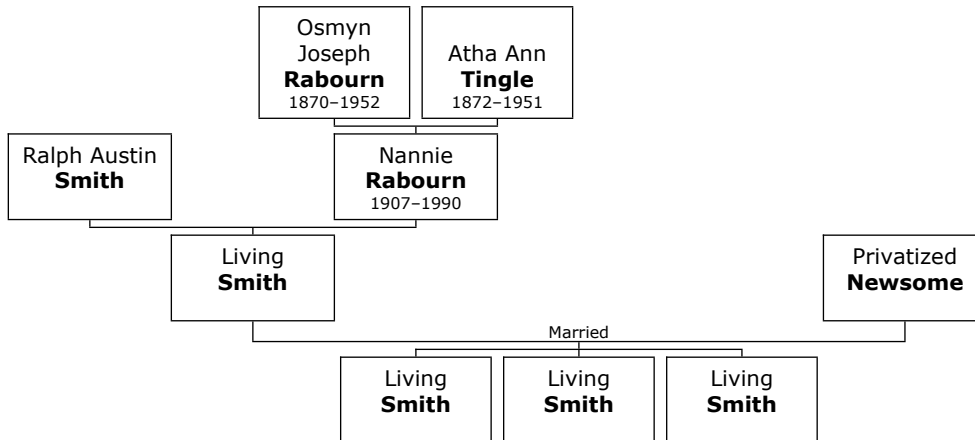 Osmyn
Joseph
Rabourn
1870–1952
Atha Ann
Tingle
1872–1951
Ralph Austin
Smith
Nannie
Rabourn
1907–1990
Living
Smith
Privatized
Newsome
Married
Living
Smith
Living
Smith
Living
Smith